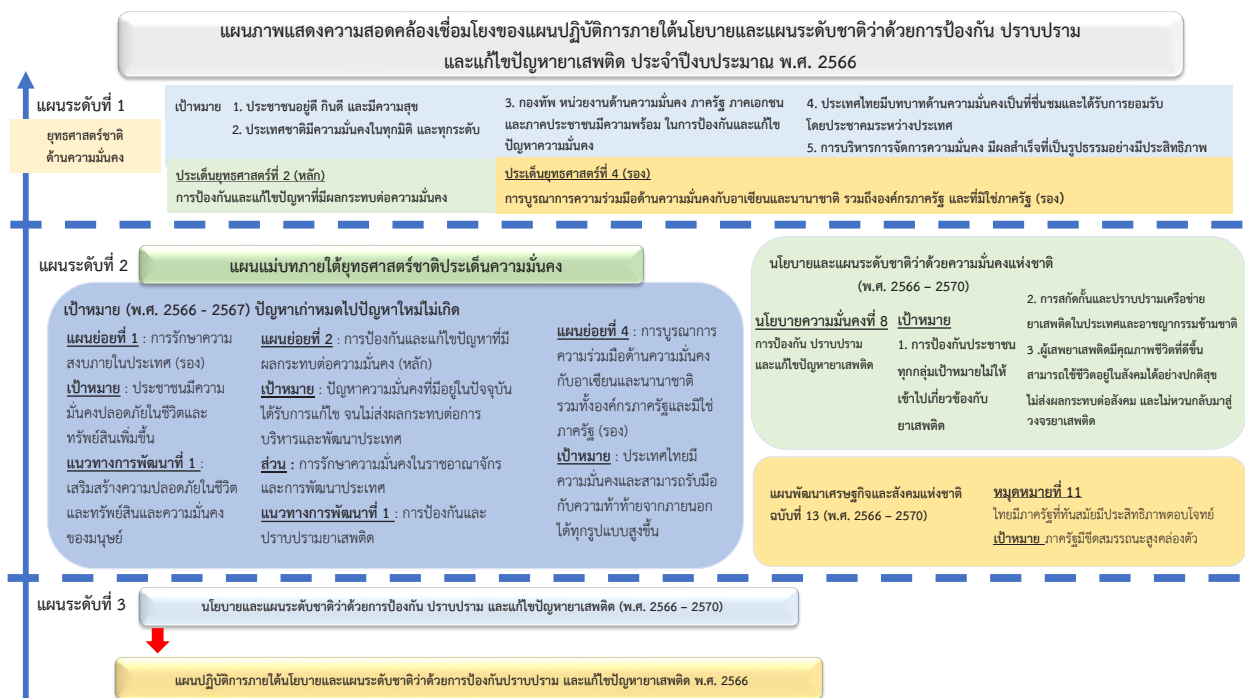 แผนภาพแสดงความสอดคล้องเชื่อมโยงของแผนปฏิบัติการภายใต้นโยบายและแผนระดับชาติว่าด้วยการป้องกัน ปราบปราม
และแก้ไขปัญหายาเสพติด ประจำปีงบประมาณ พ.ศ. 2566
แผนระดับที่ 1
ยุทธศาสตร์ชาติ
ด้านความมั่นคง
เป้าหมาย 1. ประชาชนอยู่ดี กินดี และมีความสุข
2. ประเทศชาติมีความมั่นคงในทุกมิติ และทุกระดับ
3. กองทัพ หน่วยงานด้านความมั่นคง ภาครัฐ ภาคเอกชน
และภาคประชาชนมีความพร้อม ในการป้องกันและแก้ไข
ปัญหาความมั่นคง
4. ประเทศไทยมีบทบาทด้านความมั่นคงเป็นที่ชื่นชมและได้รับการยอมรับ
โดยประชาคมระหว่างประเทศ
5. การบริหารการจัดการความมั่นคง มีผลสำเร็จที่เป็นรูปธรรมอย่างมีประสิทธิภาพ
ประเด็นยุทธศาสตร์ที่ 2 (หลัก)
การป้องกันและแก้ไขปัญหาที่มีผลกระทบต่อความมั่นคง
ประเด็นยุทธศาสตร์ที่ 4 (รอง)
การบูรณาการความร่วมมือด้านความมั่นคงกับอาเซียนและนานาชาติ รวมถึงองค์กรภาครัฐ และที่มิใช่ภาครัฐ (รอง)
แผนระดับที่ 2
แผนแม่บทภายใต้ยุทธศาสตร์ชาติประเด็นความมั่นคง
เป้าหมาย (พ.ศ. 2566 - 2567) ปัญหาเก่าหมดไปปัญหาใหม่ไม่เกิด
แผนย่อยที่ 1 : การรักษาความ
สงบภายในประเทศ (รอง)
เป้าหมาย : ประชาชนมีความ
มั่นคงปลอดภัยในชีวิตและ
ทรัพย์สินเพิ่มขึ้น
แนวทางการพัฒนาที่ 1 :
เสริมสร้างความปลอดภัยในชีวิต
และทรัพย์สินและความมั่นคง
ของมนุษย์
แผนย่อยที่ 2 : การป้องกันและแก้ไขปัญหาที่มี
ผลกระทบต่อความมั่นคง (หลัก)
เป้าหมาย : ปัญหาความมั่นคงที่มีอยู่ในปัจจุบัน
ได้รับการแก้ไข จนไม่ส่งผลกระทบต่อการ
บริหารและพัฒนาประเทศ
ส่วน : การรักษาความมั่นคงในราชอาณาจักร
และการพัฒนาประเทศ
แนวทางการพัฒนาที่ 1 : การป้องกันและ
ปราบปรามยาเสพติด
แผนย่อยที่ 4 : การบูรณาการ
ความร่วมมือด้านความมั่นคง
กับอาเซียนและนานาชาติ
รวมทั้งองค์กรภาครัฐและมิใช่
ภาครัฐ (รอง)
เป้าหมาย : ประเทศไทยมี
ความมั่นคงและสามารถรับมือ
กับความท้าทายจากภายนอก
ได้ทุกรูปแบบสูงขึ้น
นโยบายและแผนระดับชาติว่าด้วยความมั่นคงแห่งชาติ
(พ.ศ. 2566 – 2570)
นโยบายความมั่นคงที่ 8
การป้องกัน ปราบปราม
และแก้ไขปัญหายาเสพติด
เป้าหมาย
1. การป้องกันประชาชน
ทุกกลุ่มเป้าหมายไม่ให้
เข้าไปเกี่ยวข้องกับ
ยาเสพติด
2. การสกัดกั้นและปราบปรามเครือข่าย
ยาเสพติดในประเทศและอาชญากรรมข้ามชาติ
3 .ผู้เสพยาเสพติดมีคุณภาพชีวิตที่ดีขึ้น
สามารถใช้ชีวิตอยู่ในสังคมได้อย่างปกติสุข
ไม่ส่งผลกระทบต่อสังคม และไม่หวนกลับมาสู่
วงจรยาเสพติด
แผนพัฒนาเศรษฐกิจและสังคมแห่งชาติ
ฉบับที่ 13 (พ.ศ. 2566 – 2570)
หมุดหมายที่ 11
ไทยมีภาครัฐที่ทันสมัยมีประสิทธิภาพตอบโจทย์
เป้าหมาย ภาครัฐมีขีดสมรรถนะสูงคล่องตัว
แผนระดับที่ 3
นโยบายและแผนระดับชาติว่าด้วยการป้องกัน ปราบปราม และแก้ไขปัญหายาเสพติด (พ.ศ. 2566 – 2570)
แผนปฏิบัติการภายใต้นโยบายและแผนระดับชาติว่าด้วยการป้องกันปราบปราม และแก้ไขปัญหายาเสพติด พ.ศ. 2566